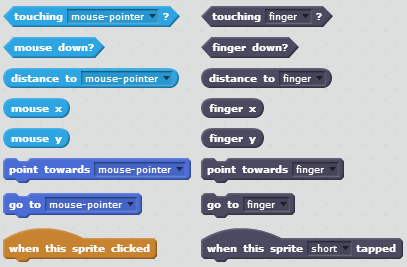 touching mouse-pointer ? touching finger ?
mouse down? finger down?
distance to mouse-pointer distance to finger
mouse x finger x
mouse y finger y
point towards mouse-pointer point towards finger
go to mouse-pointer go to finger
when this sprite clicked when this sprite short tapped